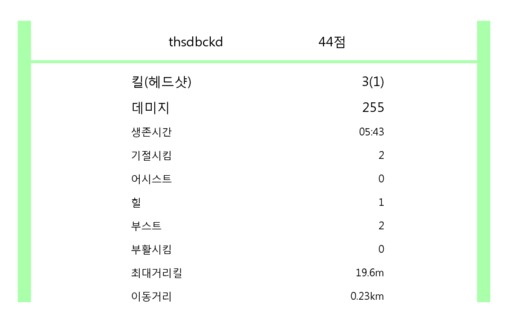 thsdbckd 44점
킬(헤드샷) 3(1)
데미지 255
생존시간 05:43
기절시킴 2
어시스트 0
힐 1
부스트 2
부활시킴 0
최대거리킬 19.6m
이동거리 0.23km